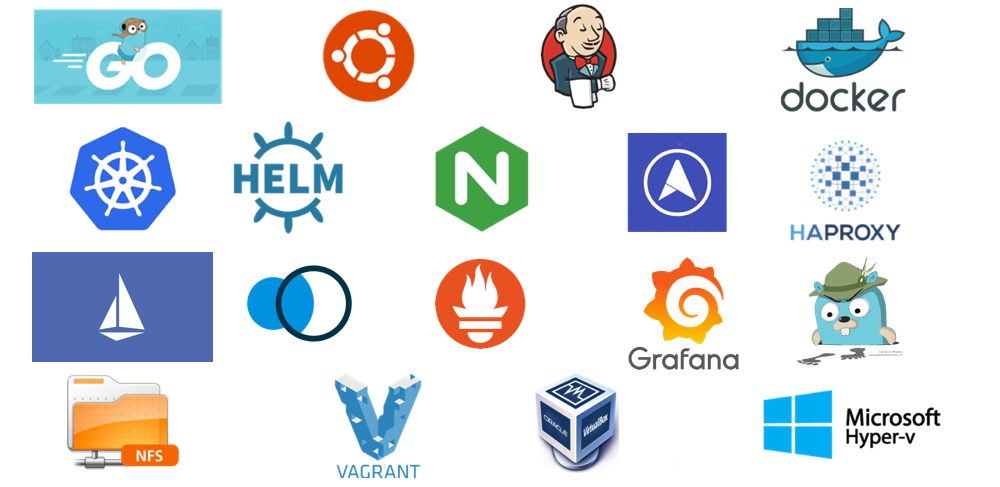 GO
docker
HELM
N
HAPROXY
Grafana
NFS
VAGRANT
ORACLE
VirtualBox
Microsoft
Hyper-v